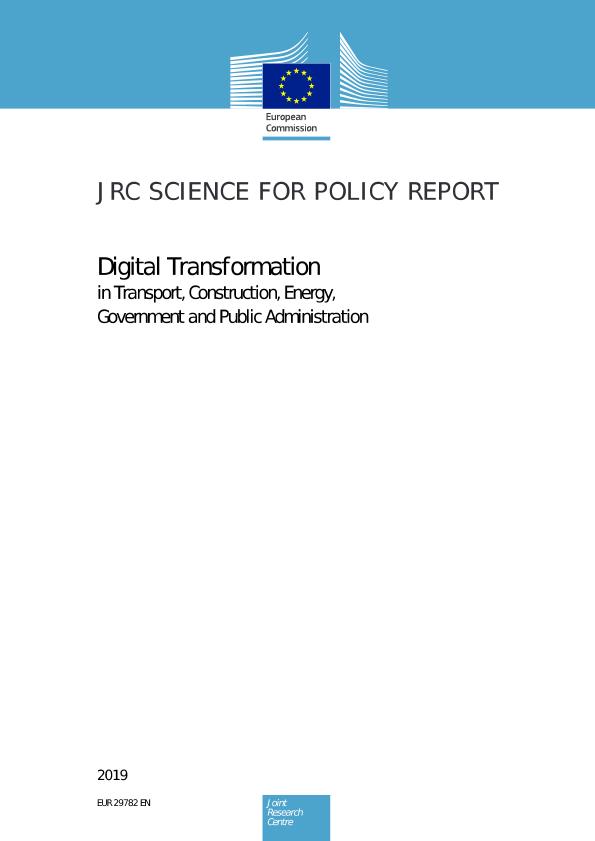 European
Commission
JRC SCIENCE FOR POLICY REPORT
Digital Transformation
in Transport, Construction, Energy,
Government and Public Administration
2019
EUR 29782 EN
Joint
Research
Centre